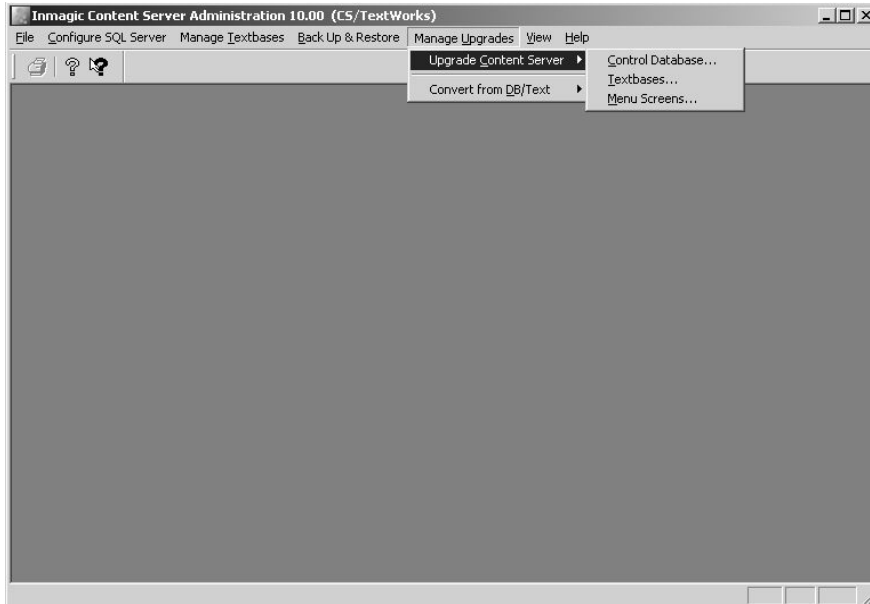 Inmagic Content Server Administration 10.00 (CS/TextWorks)
File Configure SQL Server Manage Textbases Back Up & Restore Manage Upgrades View Help
Upgrade Content Server
Control Database...
Textbases...
Convert from DB/Text
Menu Screens...